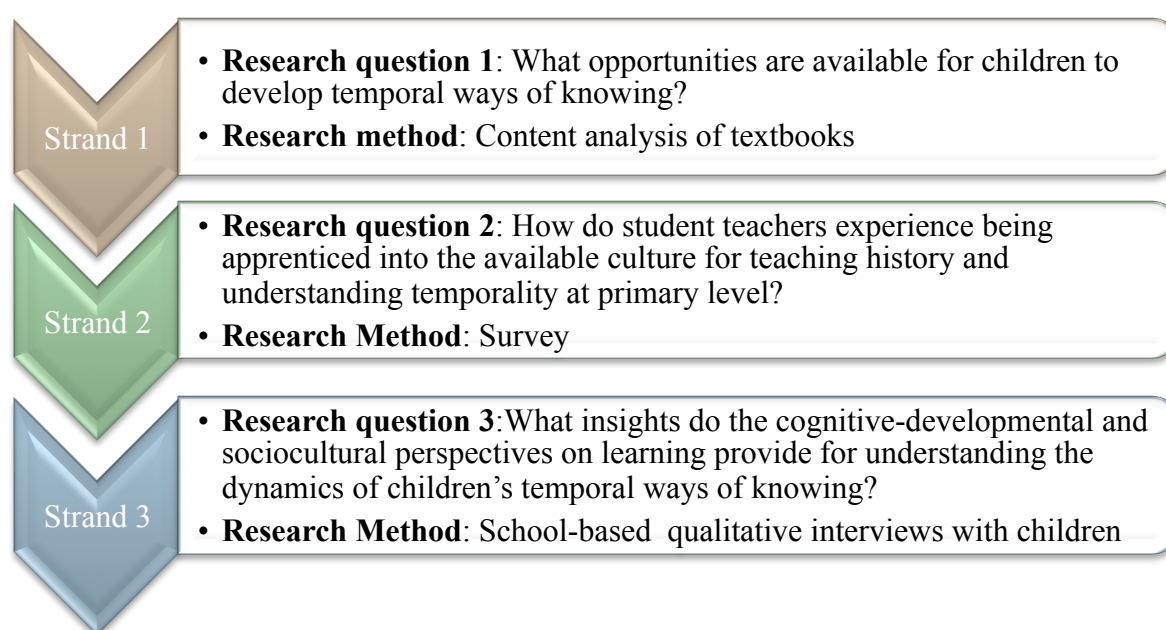 Strand 1
• Research question 1: What opportunities are available for children to
develop temporal ways of knowing?
• Research method: Content analysis of textbooks
Strand 2
• Research question 2: How do student teachers experience being
apprenticed into the available culture for teaching history and
understanding temporality at primary level?
• Research Method: Survey
Strand 3
• Research question 3:What insights do the cognitive-developmental and
sociocultural perspectives on learning provide for understanding the
dynamics of children’s temporal ways of knowing?
• Research Method: School-based  qualitative interviews with children